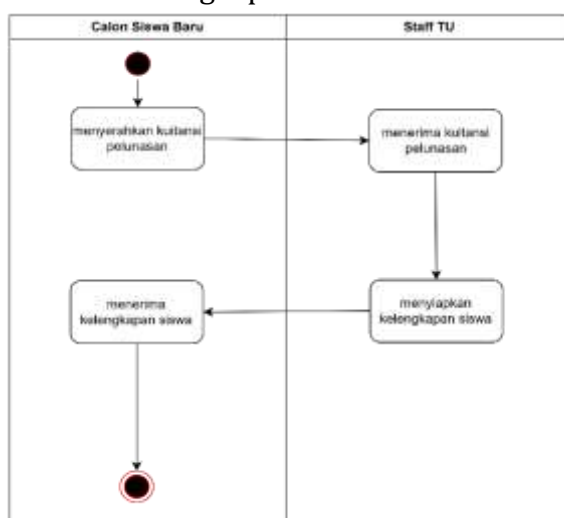 Calon Siswa Baru
Staff TU
menyerahkan kuitansi
pelunasan
menerima kuitansi
pelunasan
menerima
kelengkapan siswa
menyiapkan
kelengkapan siswa